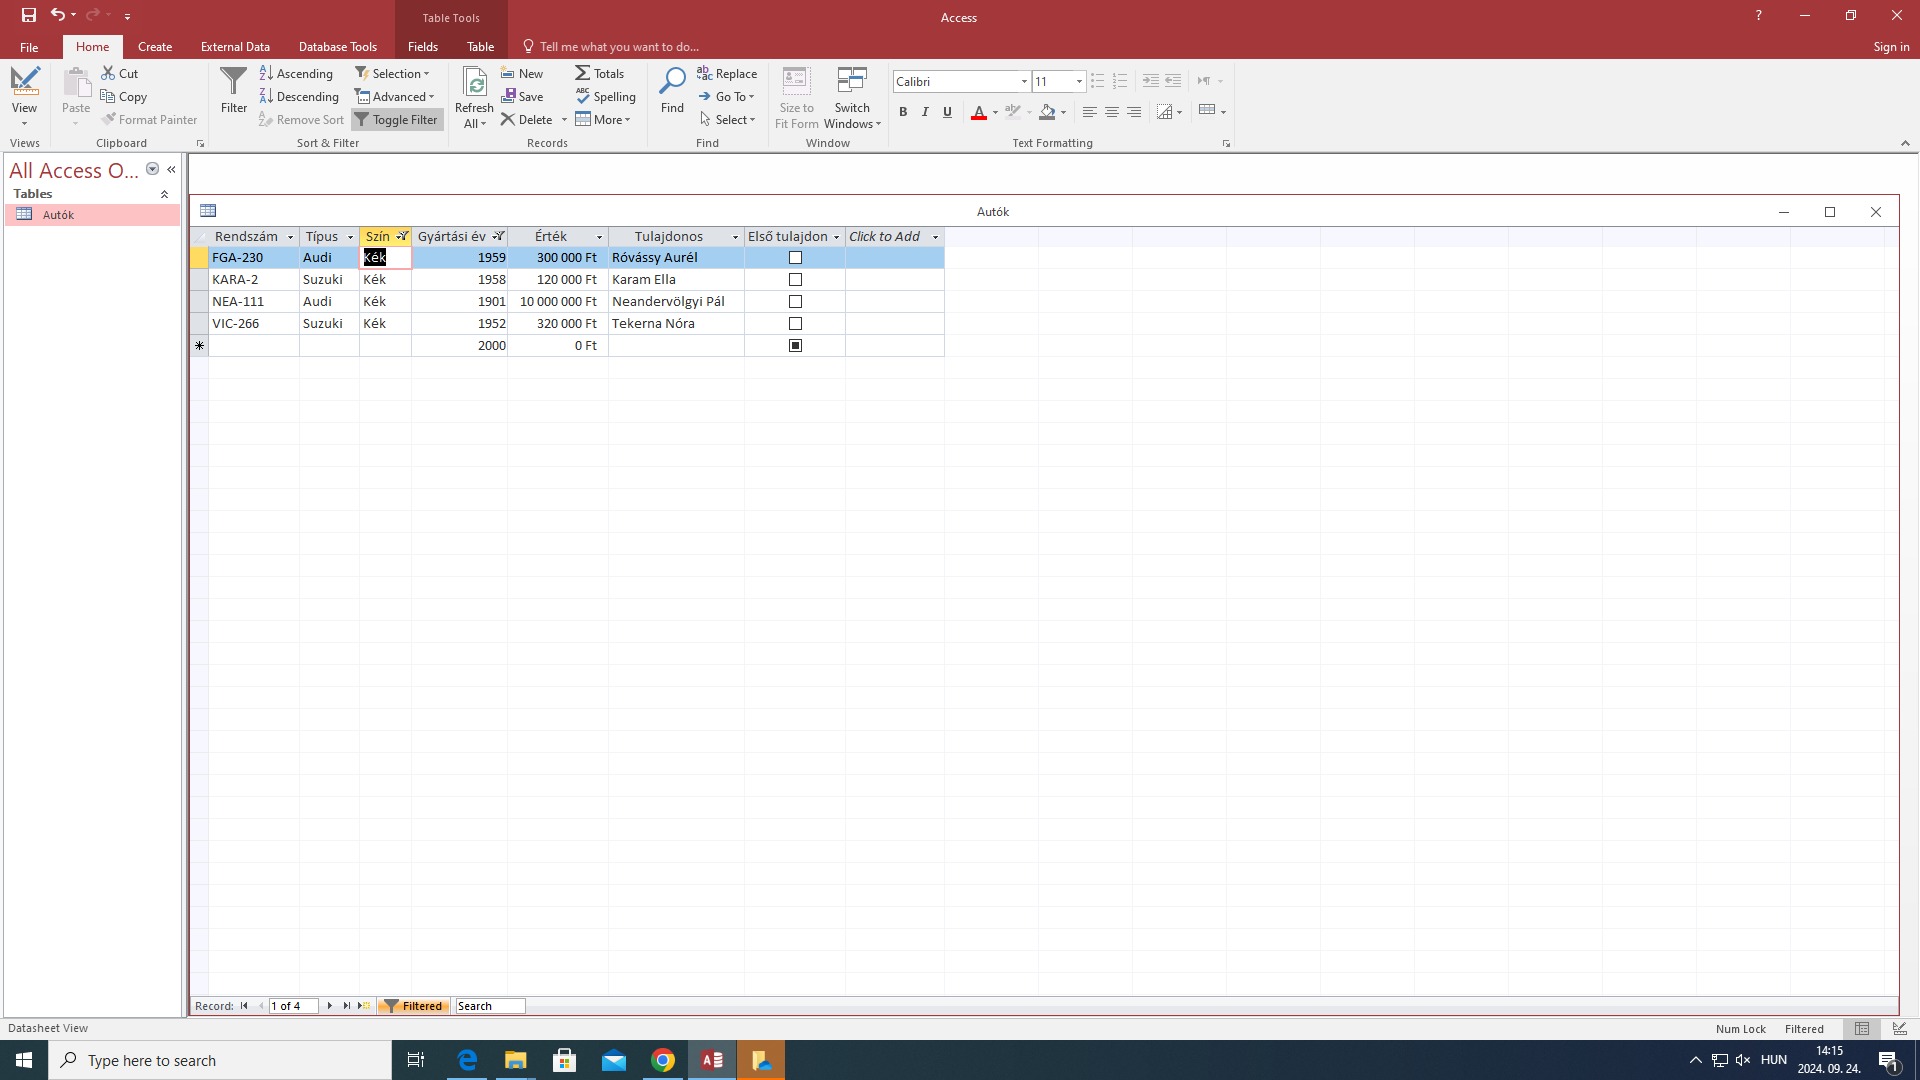 Table Tools
Access
? 
File Home Create External Data Database Tools Fields Table Tell me what you want to do... Sign in
View
Views
Paste
Cut
Copy
Format Painter
Clipboard
Filter
Ascending
Descending
Remove Sort
Selection
Advanced
Toggle Filter
Sort & Filter
Refresh
All
New
Save
Delete
Totals
Spelling
More
Records
Find
Replace
Go To
Select
Find
Size to
Fit Form
Switch
Windows
Window
Calibri 11
B I U A
Text Formatting
All Access O... «
Tables
Autók
Autók
Rendszám Típus Szín Gyártási év Érték Tulajdonos Első tulajdon Click to Add
FGA-230 Audi Kék 1959 300 000 Ft Róvássy Aurél
KARA-2 Suzuki Kék 1958 120 000 Ft Karam Ella
NEA-111 Audi Kék 1901 10 000 000 Ft Neandervölgyi Pál
VIC-266 Suzuki Kék 1952 320 000 Ft Tekerna Nóra
* 2000 0 Ft
Record: 1 of 4 Filtered Search
Datasheet View Num Lock Filtered
Type here to search
HUN
14:15
2024. 09. 24.
1